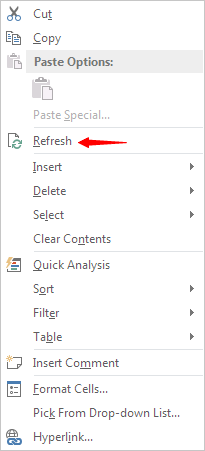 Cut
Copy
Paste Options:
Paste Special...
Refresh
Insert
Delete
Select
Clear Contents
Quick Analysis
Sort
Filter
Table
Insert Comment
Format Cells...
Pick From Drop-down List...
Hyperlink...